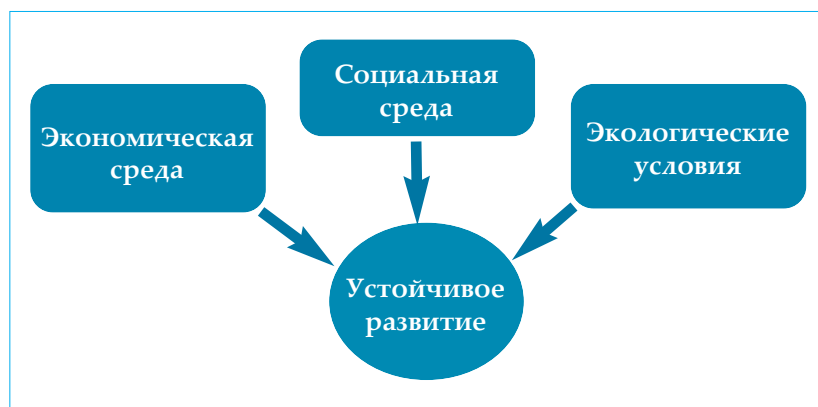 Социальная
среда
Экономическая
среда
Экологические
условия
Устойчивое
развитие